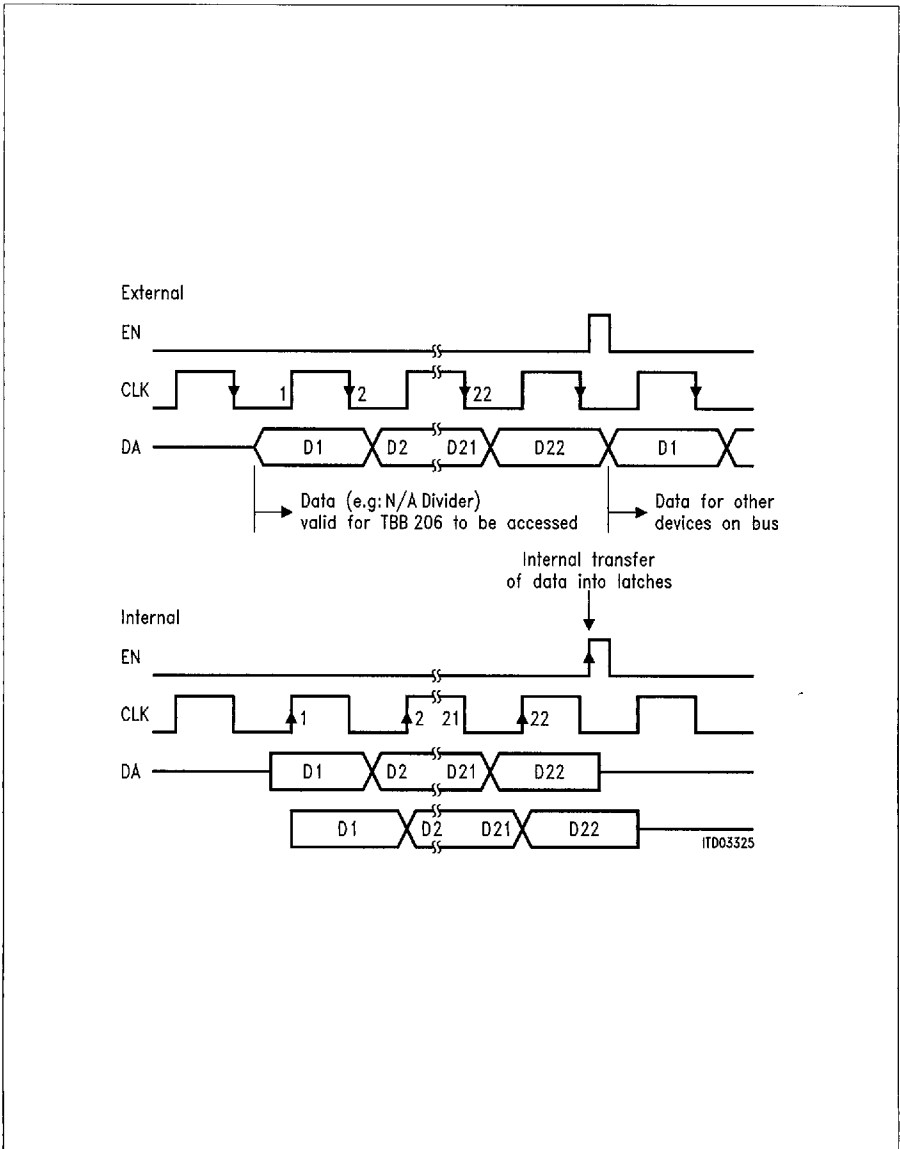 External
EN
CLK 1 2 22
DA D1 D2 D21 D22 D1
Data (e.g: N/A Divider)
valid for TBB 206 to be accessed
Data for other
devices on bus
Internal transfer
of data into latches
Internal
EN
CLK 1 2 21 22
DA D1 D2 D21 D22
D1 D2 D21 D22
ITD03325